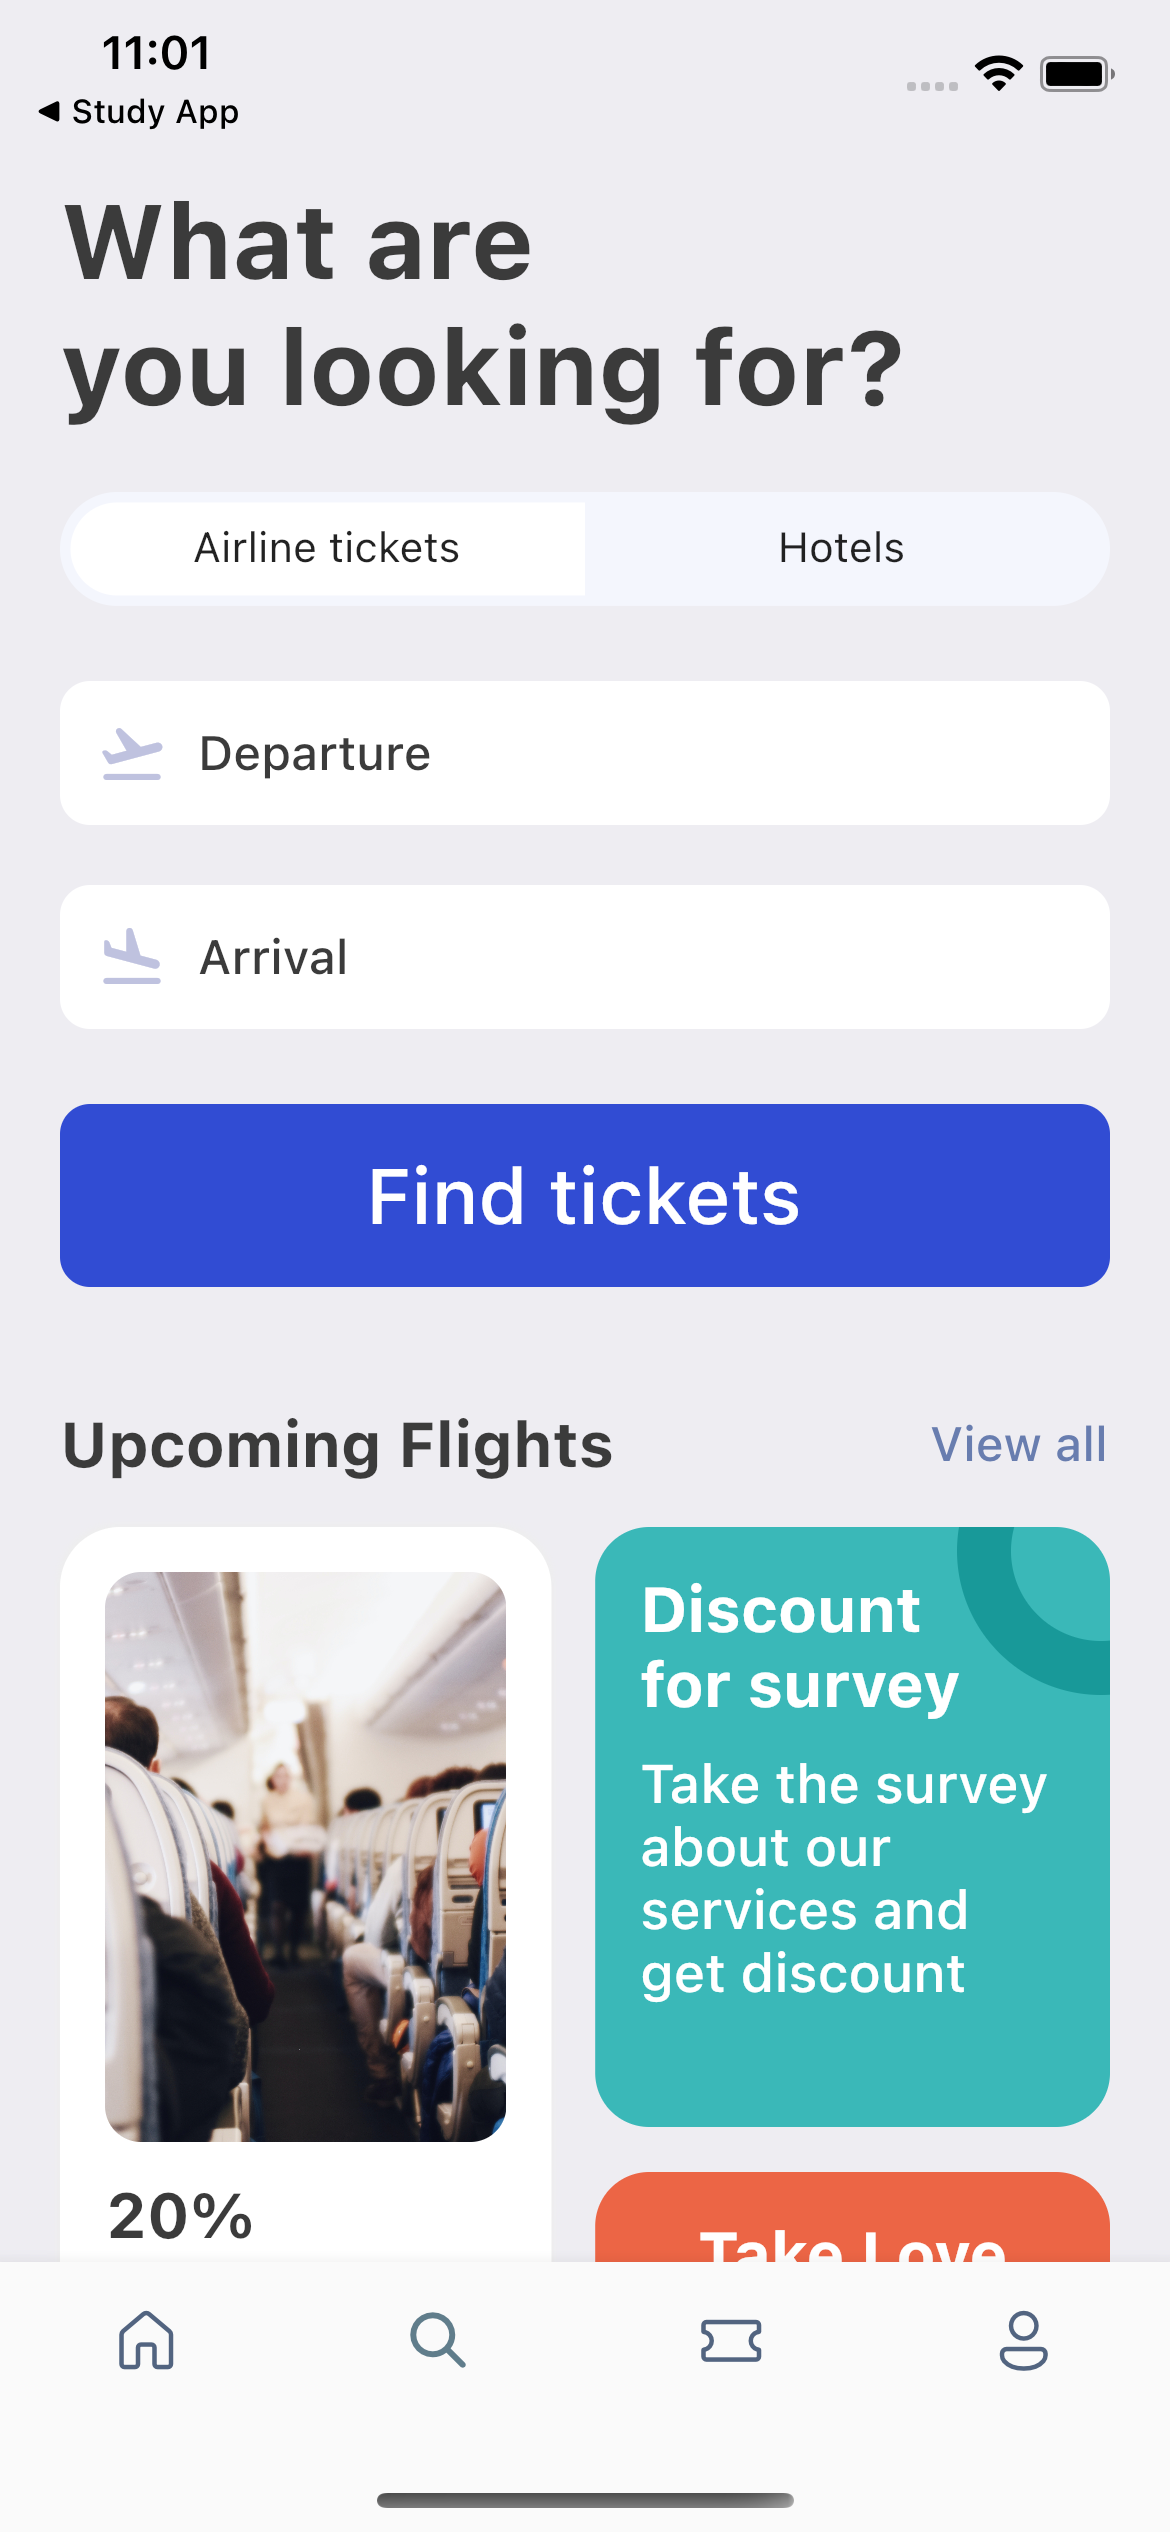 11:01
◀ Study App
What are
you looking for?
Airline tickets
Hotels
Departure
Arrival
Find tickets
Upcoming Flights
View all
Discount
for survey
Take the survey
about our
services and
get discount
20%
Take Love